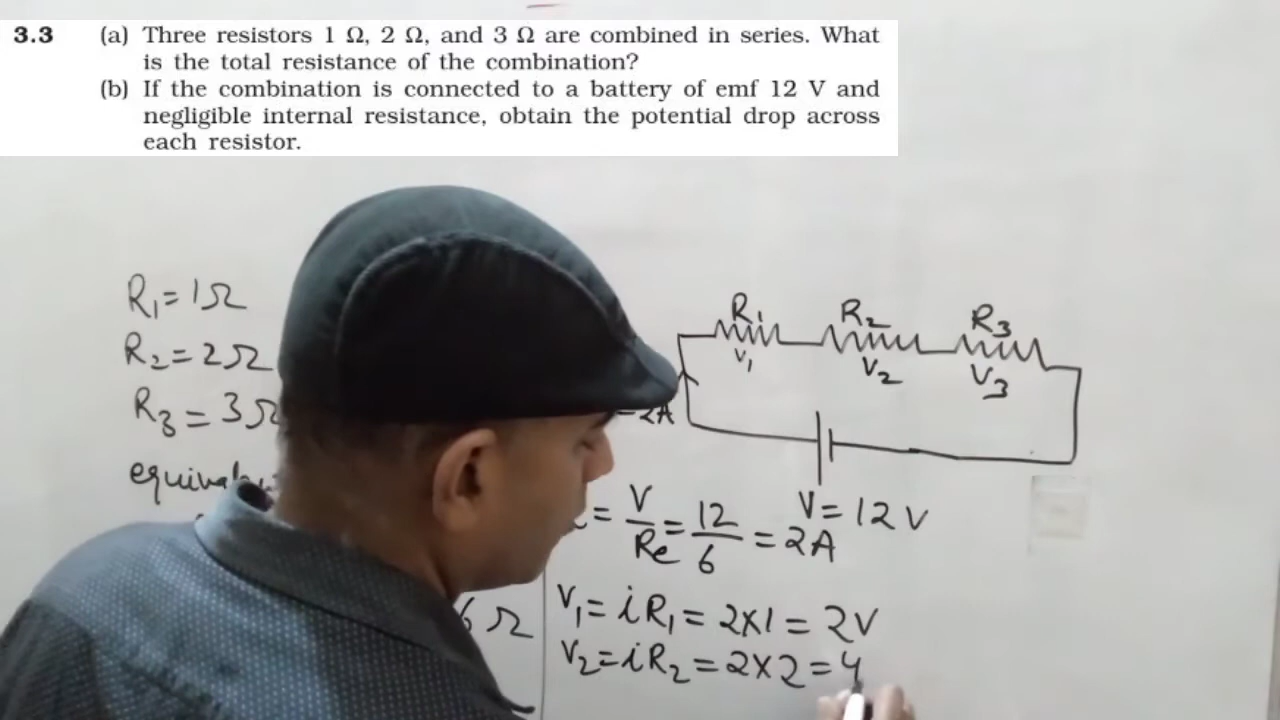 3.3 (a) Three resistors 1 Ω, 2 Ω, and 3 Ω are combined in series. What
is the total resistance of the combination?
(b) If the combination is connected to a battery of emf 12 V and
negligible internal resistance, obtain the potential drop across
each resistor.
R₁=1Ω
R₂=2Ω
R₃=3Ω
6Ω
R₁ R₂ R₃
V₁ V₂ V₃
=2A
V=12V
=V/Re=12/6=2A
V₁=iR₁=2×1=2V
V₂=iR₂=2×2=4